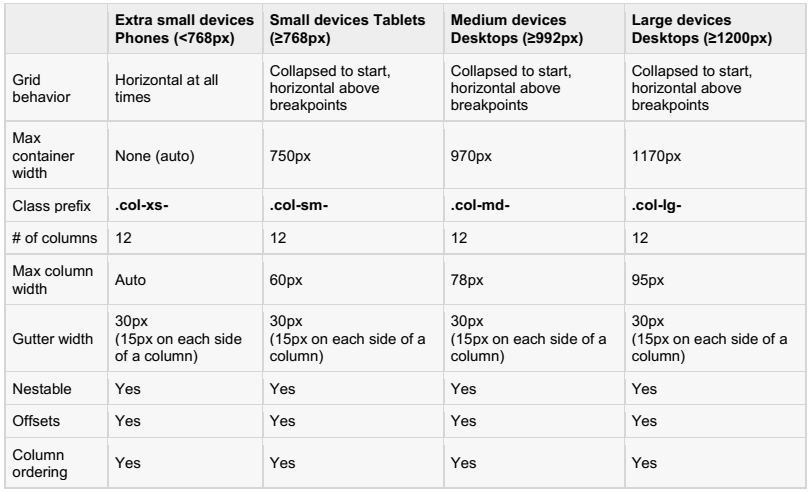 Extra small devices Small devices Tablets Medium devices Large devices
Phones (<768px) (≥768px) Desktops (≥992px) Desktops (≥1200px)
Grid behavior Horizontal at all times Collapsed to start, horizontal above breakpoints Collapsed to start, horizontal above breakpoints Collapsed to start, horizontal above breakpoints
Max container width None (auto) 750px 970px 1170px
Class prefix .col-xs- .col-sm- .col-md- .col-lg-
# of columns 12 12 12 12
Max column width Auto 60px 78px 95px
Gutter width 30px (15px on each side of a column) 30px (15px on each side of a column) 30px (15px on each side of a column) 30px (15px on each side of a column)
Nestable Yes Yes Yes Yes
Offsets Yes Yes Yes Yes
Column ordering Yes Yes Yes Yes